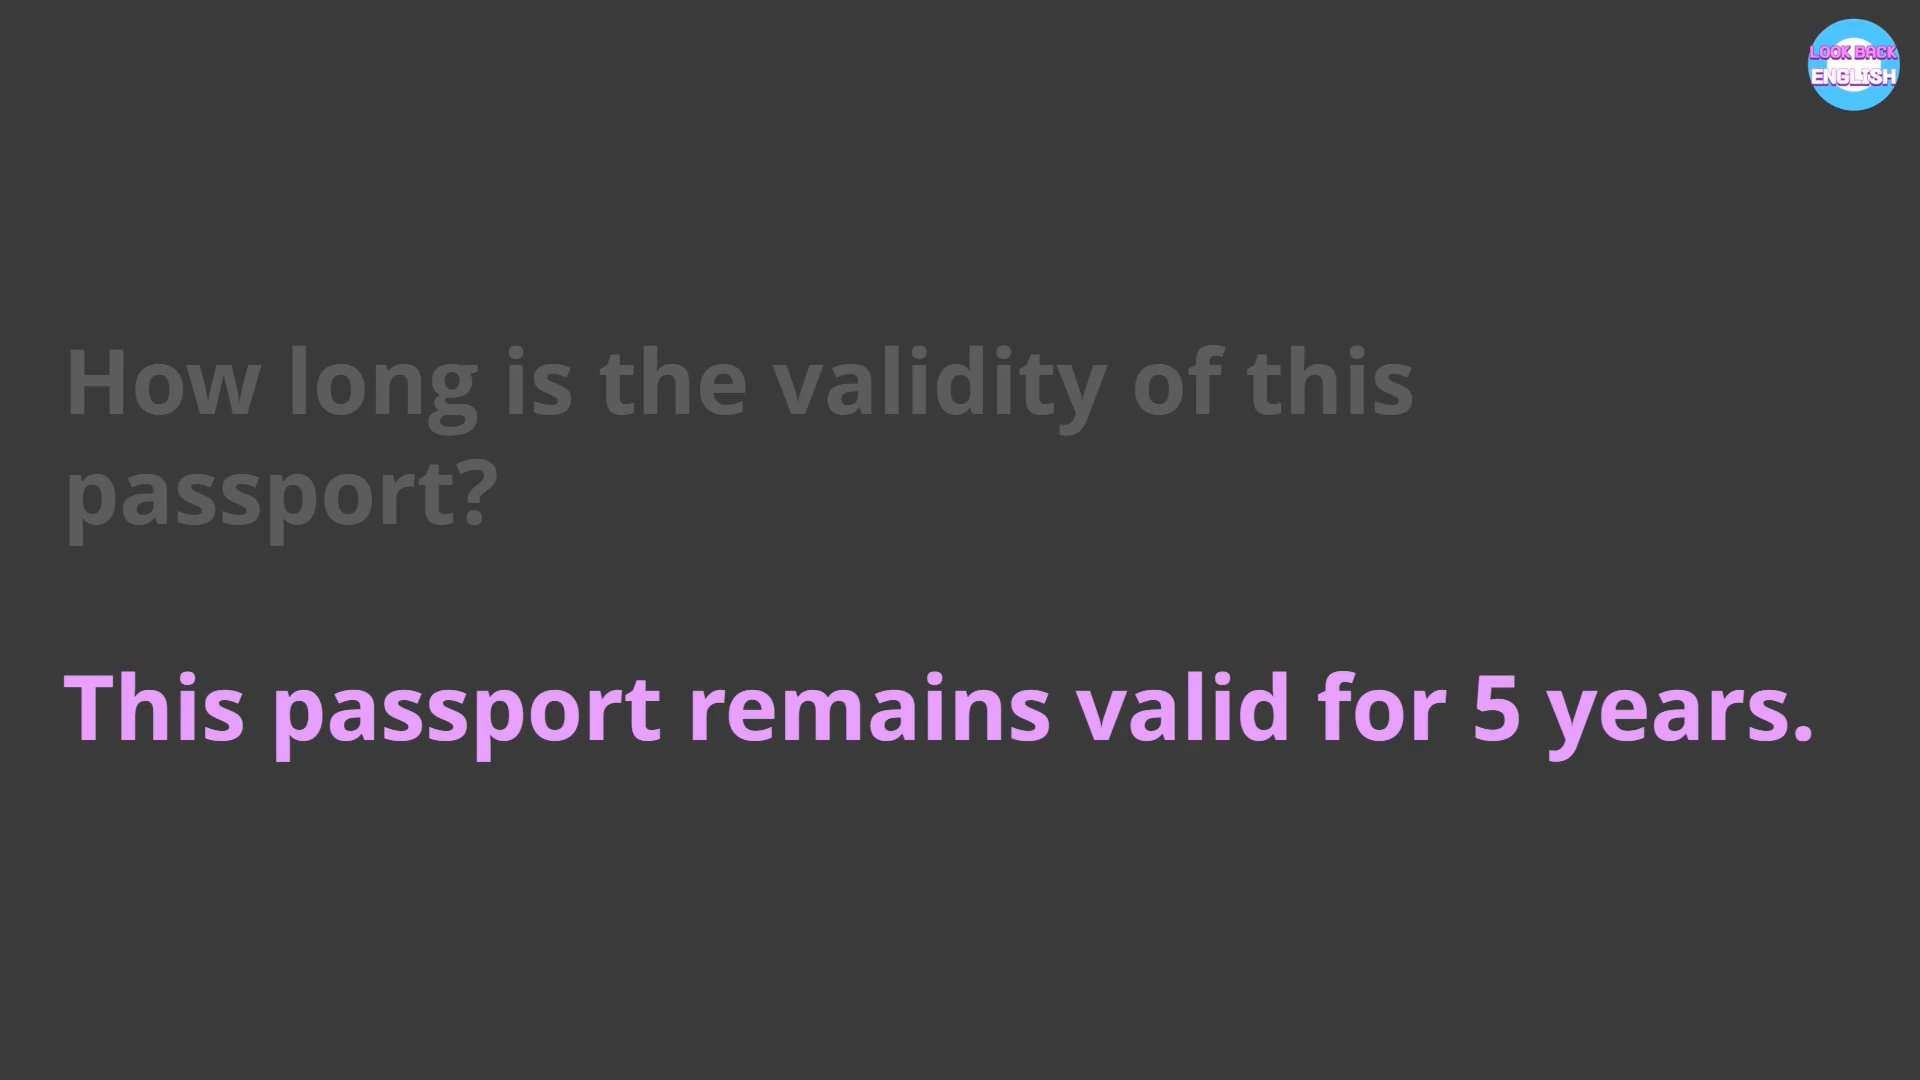 LOOK BACK
ENGLISH
How long is the validity of this
passport?
This passport remains valid for 5 years.